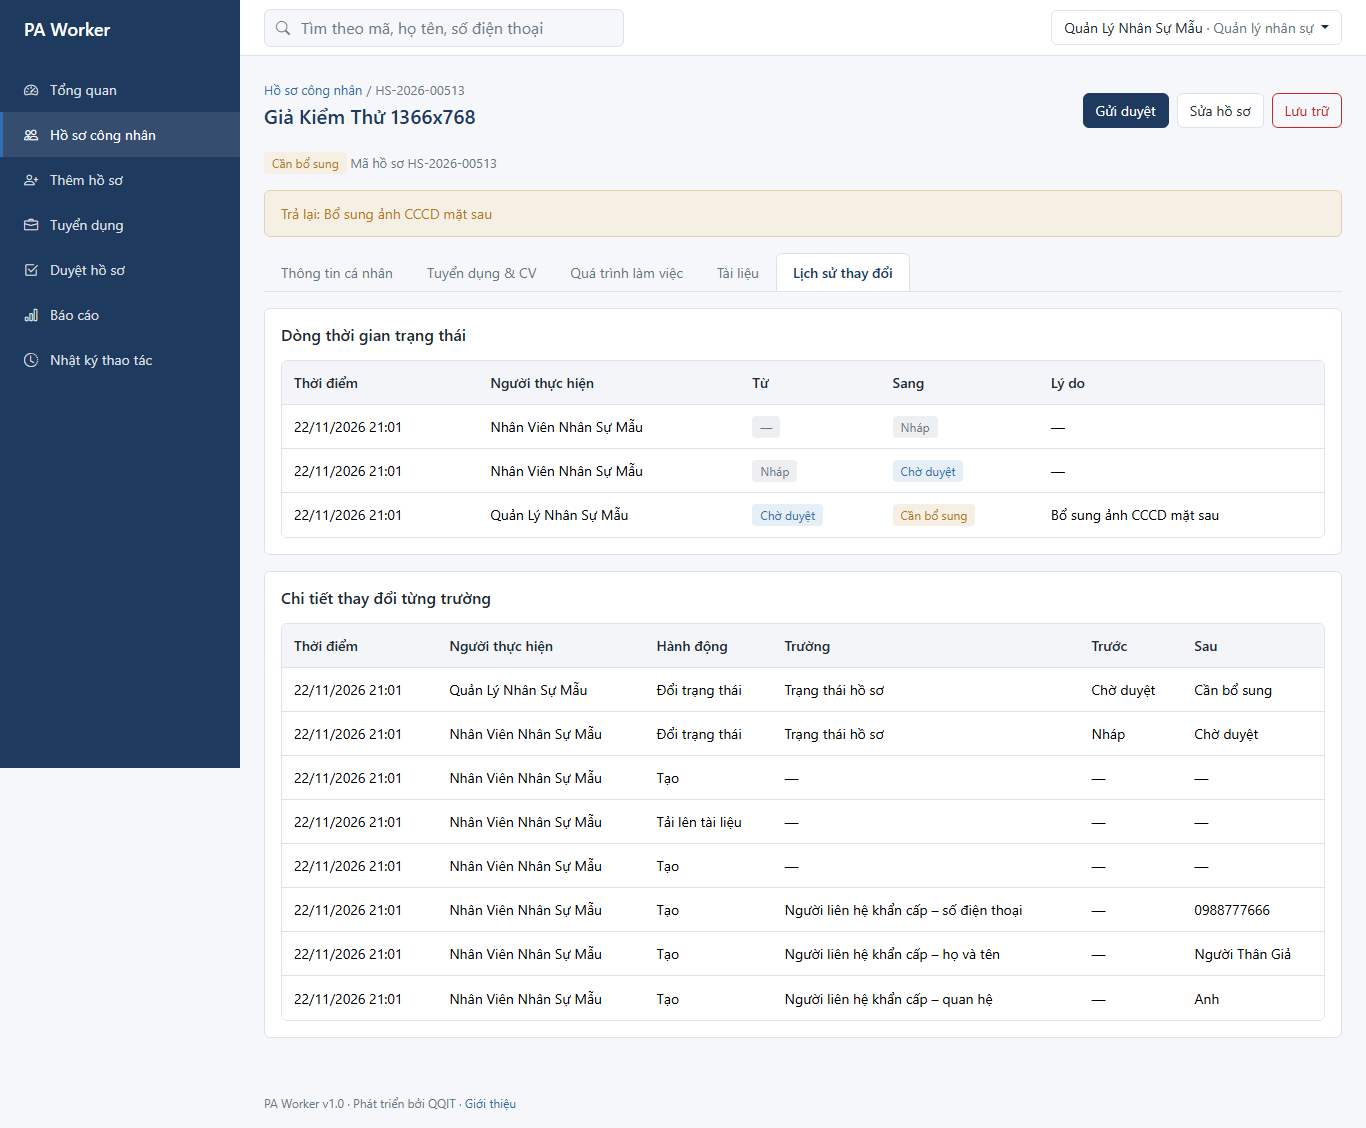 PA Worker
Tìm theo mã, họ tên, số điện thoại
Quản Lý Nhân Sự Mẫu · Quản lý nhân sự
Tổng quan
Hồ sơ công nhân
Thêm hồ sơ
Tuyển dụng
Duyệt hồ sơ
Báo cáo
Nhật ký thao tác
Hồ sơ công nhân / HS-2026-00513
Giả Kiểm Thử 1366x768
Gửi duyệt Sửa hồ sơ Lưu trữ
Cần bổ sung Mã hồ sơ HS-2026-00513
Trả lại: Bổ sung ảnh CCCD mặt sau
Thông tin cá nhân Tuyển dụng & CV Quá trình làm việc Tài liệu Lịch sử thay đổi
Dòng thời gian trạng thái
Thời điểm Người thực hiện Từ Sang Lý do
22/11/2026 21:01 Nhân Viên Nhân Sự Mẫu — Nháp —
22/11/2026 21:01 Nhân Viên Nhân Sự Mẫu Nháp Chờ duyệt —
22/11/2026 21:01 Quản Lý Nhân Sự Mẫu Chờ duyệt Cần bổ sung Bổ sung ảnh CCCD mặt sau
Chi tiết thay đổi từng trường
Thời điểm Người thực hiện Hành động Trường Trước Sau
22/11/2026 21:01 Quản Lý Nhân Sự Mẫu Đổi trạng thái Trạng thái hồ sơ Chờ duyệt Cần bổ sung
22/11/2026 21:01 Nhân Viên Nhân Sự Mẫu Đổi trạng thái Trạng thái hồ sơ Nháp Chờ duyệt
22/11/2026 21:01 Nhân Viên Nhân Sự Mẫu Tạo — — —
22/11/2026 21:01 Nhân Viên Nhân Sự Mẫu Tải lên tài liệu — — —
22/11/2026 21:01 Nhân Viên Nhân Sự Mẫu Tạo — — —
22/11/2026 21:01 Nhân Viên Nhân Sự Mẫu Tạo Người liên hệ khẩn cấp – số điện thoại — 0988777666
22/11/2026 21:01 Nhân Viên Nhân Sự Mẫu Tạo Người liên hệ khẩn cấp – họ và tên — Người Thân Giả
22/11/2026 21:01 Nhân Viên Nhân Sự Mẫu Tạo Người liên hệ khẩn cấp – quan hệ — Anh
PA Worker v1.0 · Phát triển bởi QQIT · Giới thiệu